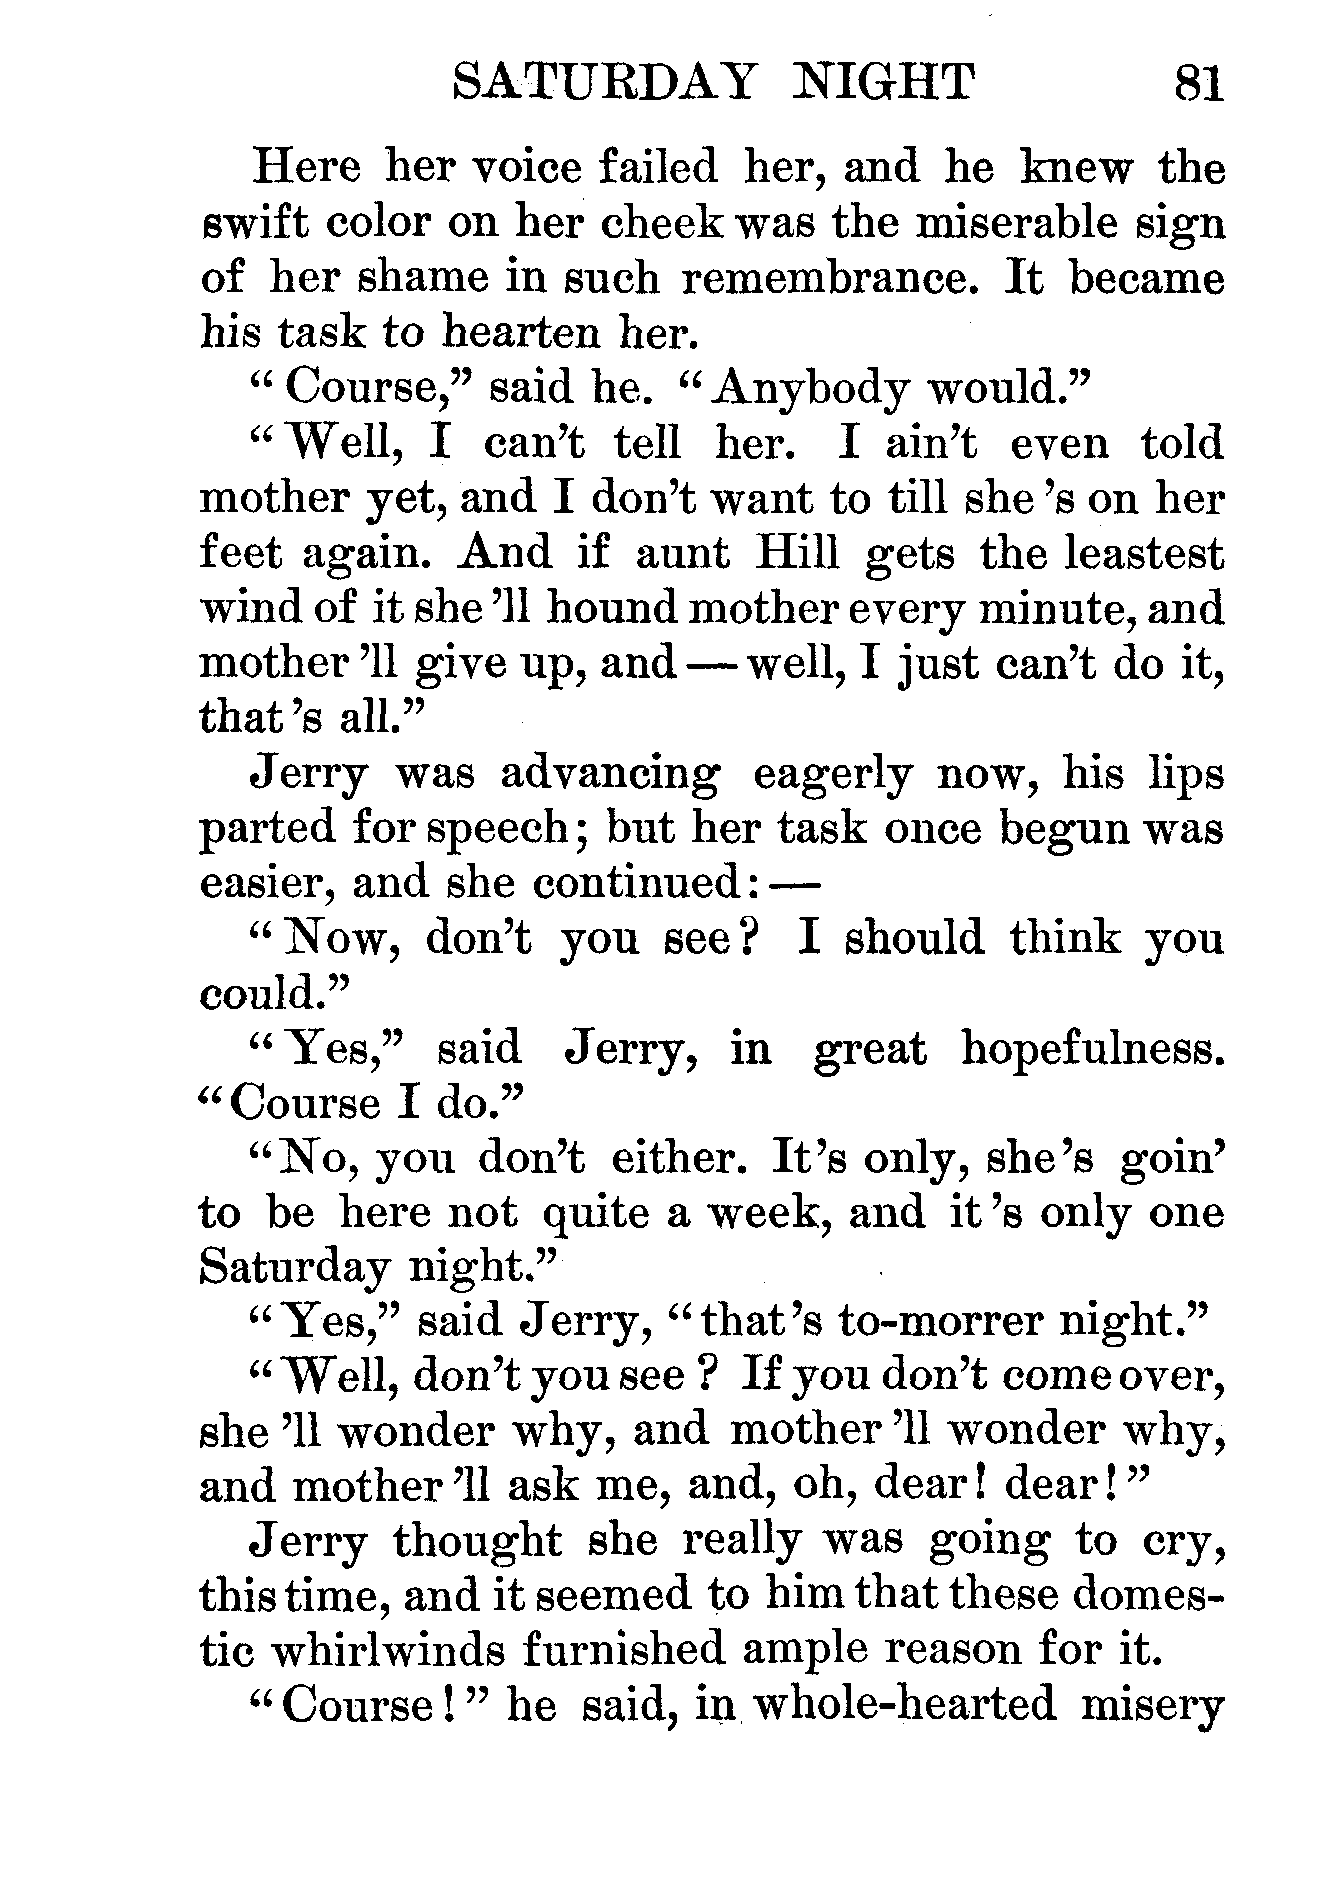 SATURDAY NIGHT 81
Here her voice failed her, and he knew the
swift color on her cheek was the miserable sign
of her shame in such remembrance. It became
his task to hearten her.
“Course,” said he. “Anybody would.”
“Well, I can’t tell her. I ain’t even told
mother yet, and I don’t want to till she ’s on her
feet again. And if aunt Hill gets the leastest
wind of it she ’ll hound mother every minute, and
mother ’ll give up, and — well, I just can’t do it,
that ’s all.”
Jerry was advancing eagerly now, his lips
parted for speech; but her task once begun was
easier, and she continued: —
“Now, don’t you see? I should think you
could.”
“Yes,” said Jerry, in great hopefulness.
“Course I do.”
“No, you don’t either. It’s only, she’s goin’
to be here not quite a week, and it ’s only one
Saturday night.”
“Yes,” said Jerry, “that’s to-morrer night.”
“Well, don’t you see? If you don’t come over,
she ’ll wonder why, and mother ’ll wonder why,
and mother ’ll ask me, and, oh, dear! dear!”
Jerry thought she really was going to cry,
this time, and it seemed to him that these domes-
tic whirlwinds furnished ample reason for it.
“Course!” he said, in whole-hearted misery